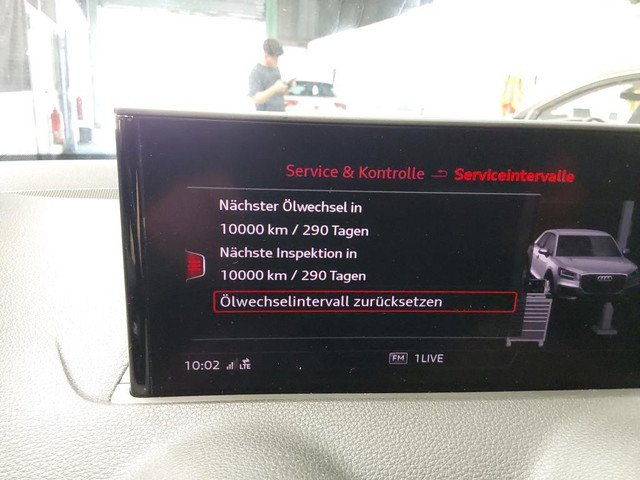 Service & Kontrolle Serviceintervalle
Nächster Ölwechsel in
10000 km / 290 Tagen
Nächste Inspektion in
10000 km / 290 Tagen
Ölwechselintervall zurücksetzen
10:02 LTE FM 1LIVE